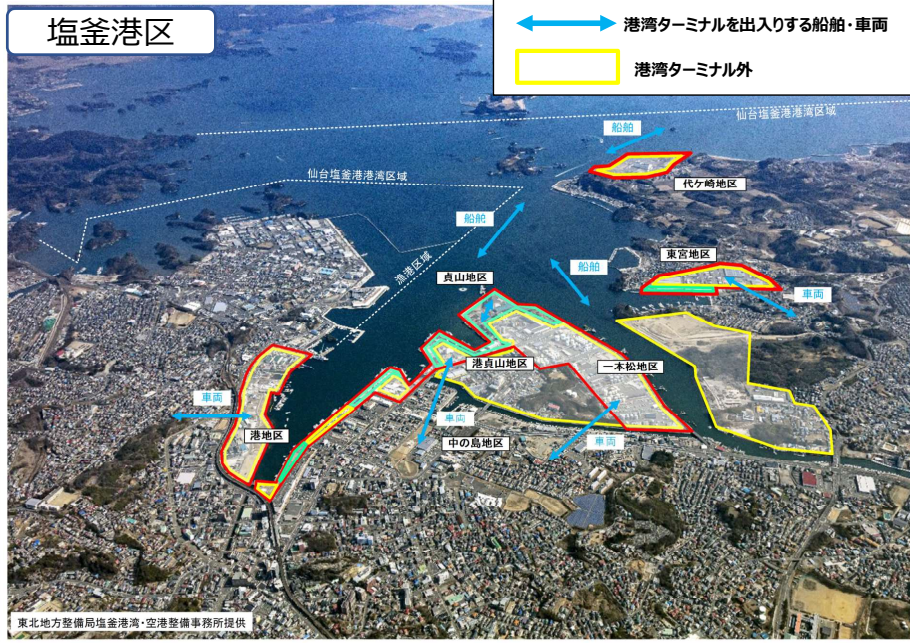 塩釜港区
港湾ターミナルを出入りする船舶・車両
港湾ターミナル外
仙台塩釜港港湾区域
船舶
代ケ崎地区
仙台塩釜港港湾区域
船舶
漁港区域
貞山地区
船舶
東宮地区
車両
港貞山地区
一本松地区
車両
港地区
車両
中の島地区
車両
東北地方整備局塩釜港湾・空港整備事務所提供